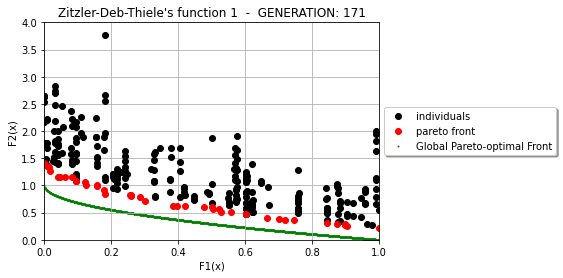 Zitzler-Deb-Thiele's function 1 - GENERATION: 171
4.0
3.5
3.0
2.5
2.0
1.5
1.0
0.5
0.0
F2(x)
0.0 0.2 0.4 0.6 0.8 1.0
F1(x)
individuals
pareto front
Global Pareto-optimal Front